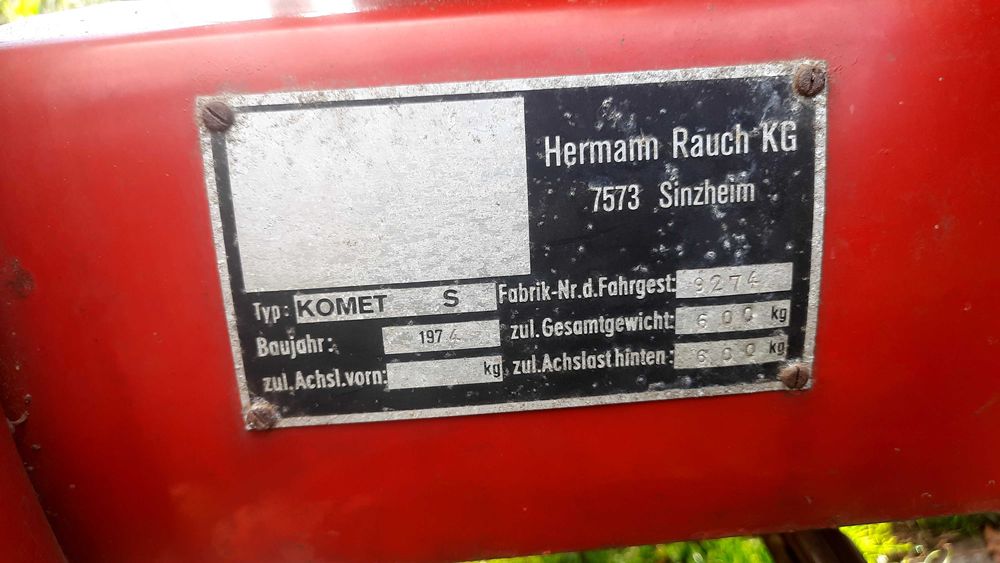 Hermann Rauch KG
7573 Sinzheim
Typ: KOMET S
Fabrik-Nr.d.Fahrgest: 9274
Baujahr: 1974
zul.Gesamtgewicht: 600 kg
zul.Achsl.vorn: kg
zul.Achslast hinten: 600 kg